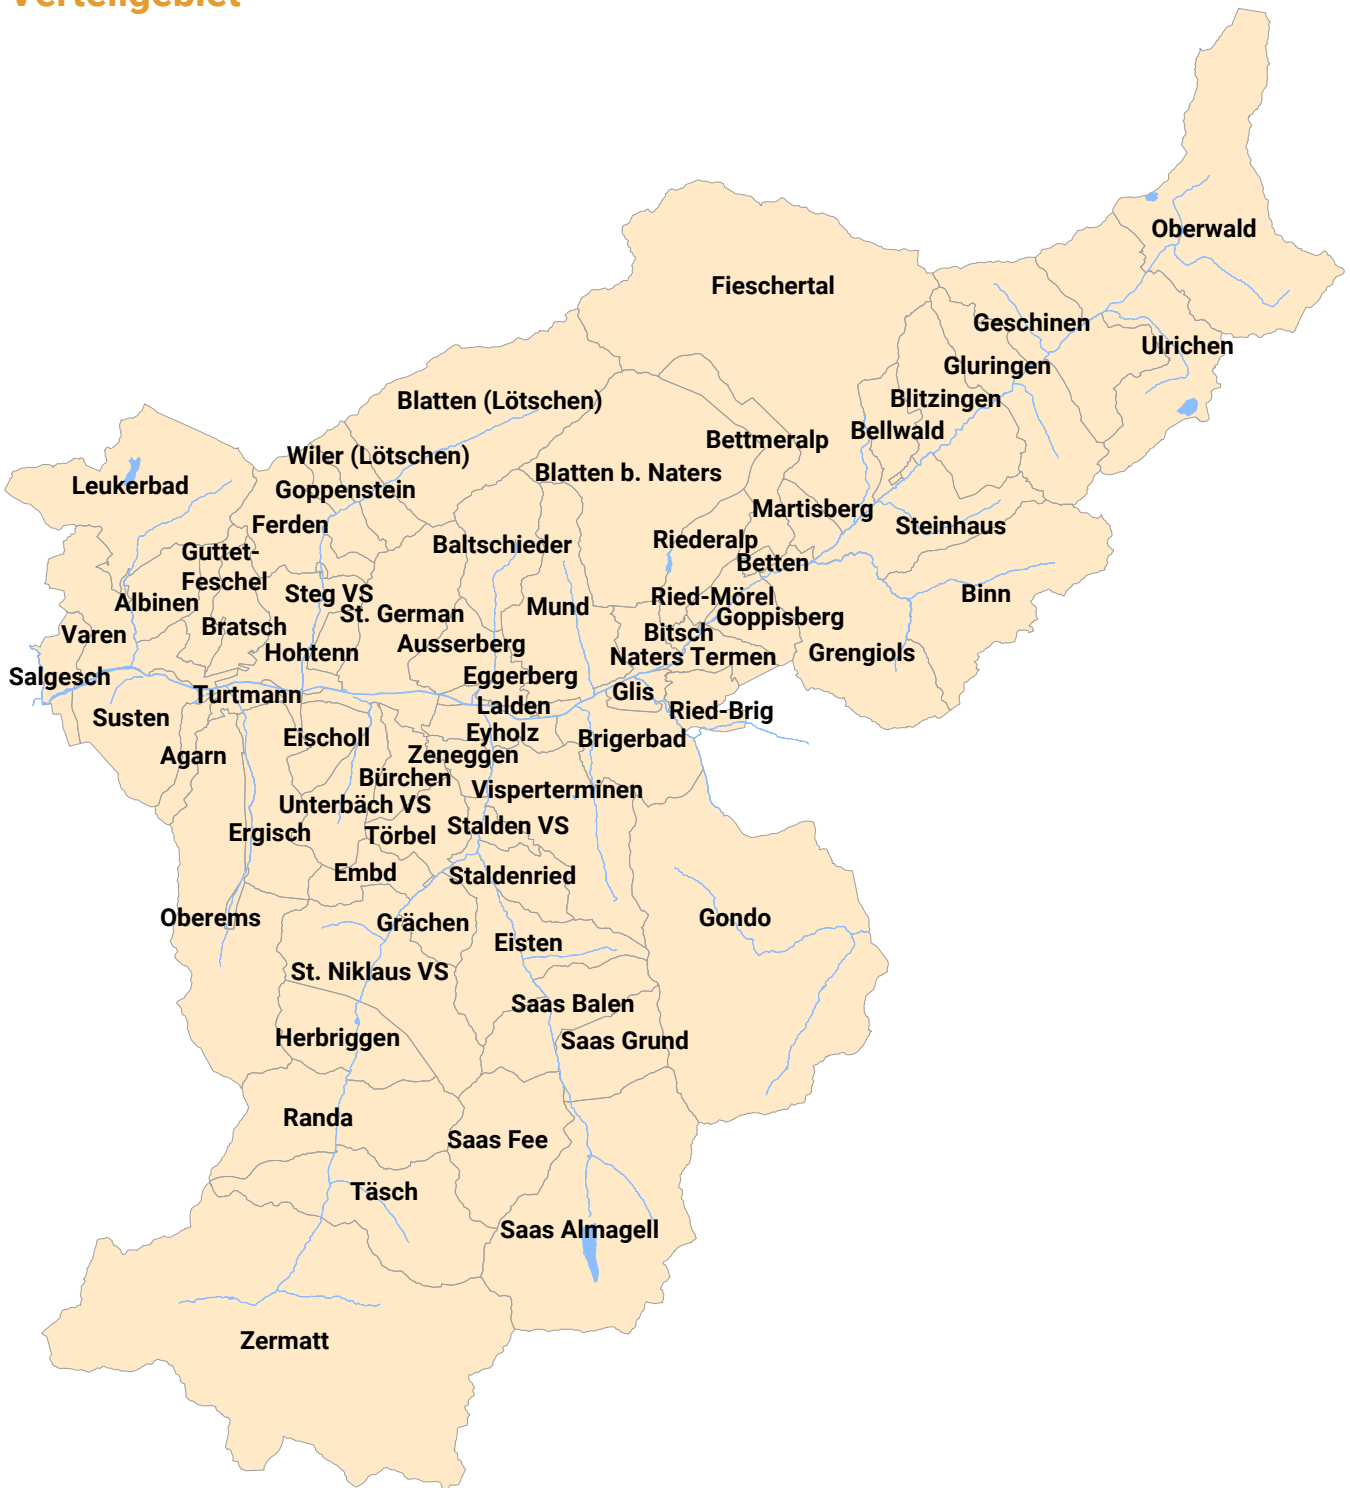 Verteilgebiet
Oberwald
Fieschertal
Geschinen
Ulrichen
Gluringen
Blitzingen
Blatten (Lötschen)
Bellwald
Bettmeralp
Wiler (Lötschen)
Blatten b. Naters
Leukerbad
Goppenstein
Martisberg
Ferden
Steinhaus
Riederalp
Baltschieder
Guttet-
Feschel
Betten
Steg VS
Binn
Ried-Mörel
Albinen
Mund
St. German
Goppisberg
Bratsch
Bitsch
Varen
Ausserberg
Hohtenn
Grengiols
Naters Termen
Salgesch
Eggerberg
Glis
Turtmann
Lalden
Ried-Brig
Susten
Eyholz
Eischoll
Brigerbad
Agarn
Zeneggen
Bürchen
Visperterminen
Unterbäch VS
Stalden VS
Ergisch
Törbel
Embd
Staldenried
Oberems
Gondo
Grächen
Eisten
St. Niklaus VS
Saas Balen
Herbriggen
Saas Grund
Randa
Saas Fee
Täsch
Saas Almagell
Zermatt